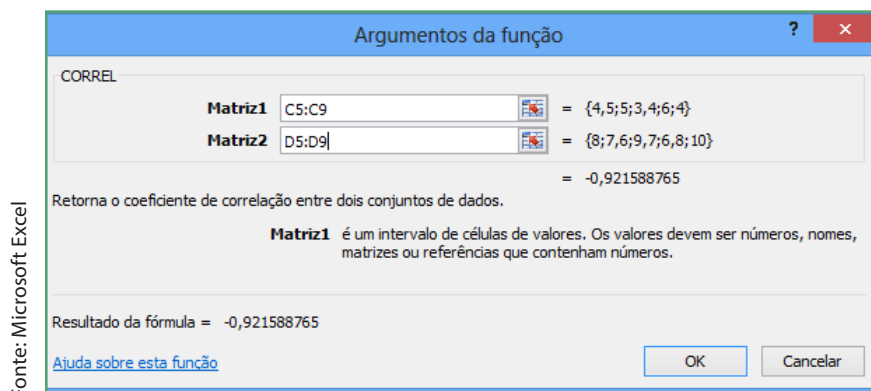 Argumentos da função
?
×
CORREL
Matriz1 C5:C9 = {4,5;5;3,4;6;4}
Matriz2 D5:D9 = {8;7,6;9,7;6,8;10}
= -0,921588765
Retorna o coeficiente de correlação entre dois conjuntos de dados.
Matriz1 é um intervalo de células de valores. Os valores devem ser números, nomes,
matrizes ou referências que contenham números.
Resultado da fórmula = -0,921588765
Ajuda sobre esta função
OK Cancelar
onte: Microsoft Excel